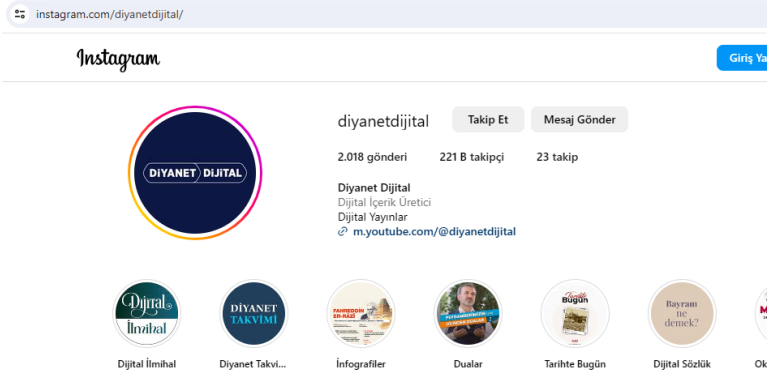 instagram.com/diyanetdijital/
Instagram
Giriş Ya
diyanetdijital
Takip Et
Mesaj Gönder
2.018 gönderi
221 B takipçi
23 takip
DİYANET DİJİTAL
Diyanet Dijital
Dijital İçerik Üretici
Dijital Yayınlar
m.youtube.com/@diyanetdijital
Dijital
İlmihal
DİYANET
TAKVİMİ
FAHREDDİN
ER-RÂZÎ
Tarihte
Bugün
Bayram
ne
demek?
Dijital İlmihal
Diyanet Takvi...
İnfografiler
Dualar
Tarihte Bugün
Dijital Sözlük
Ok